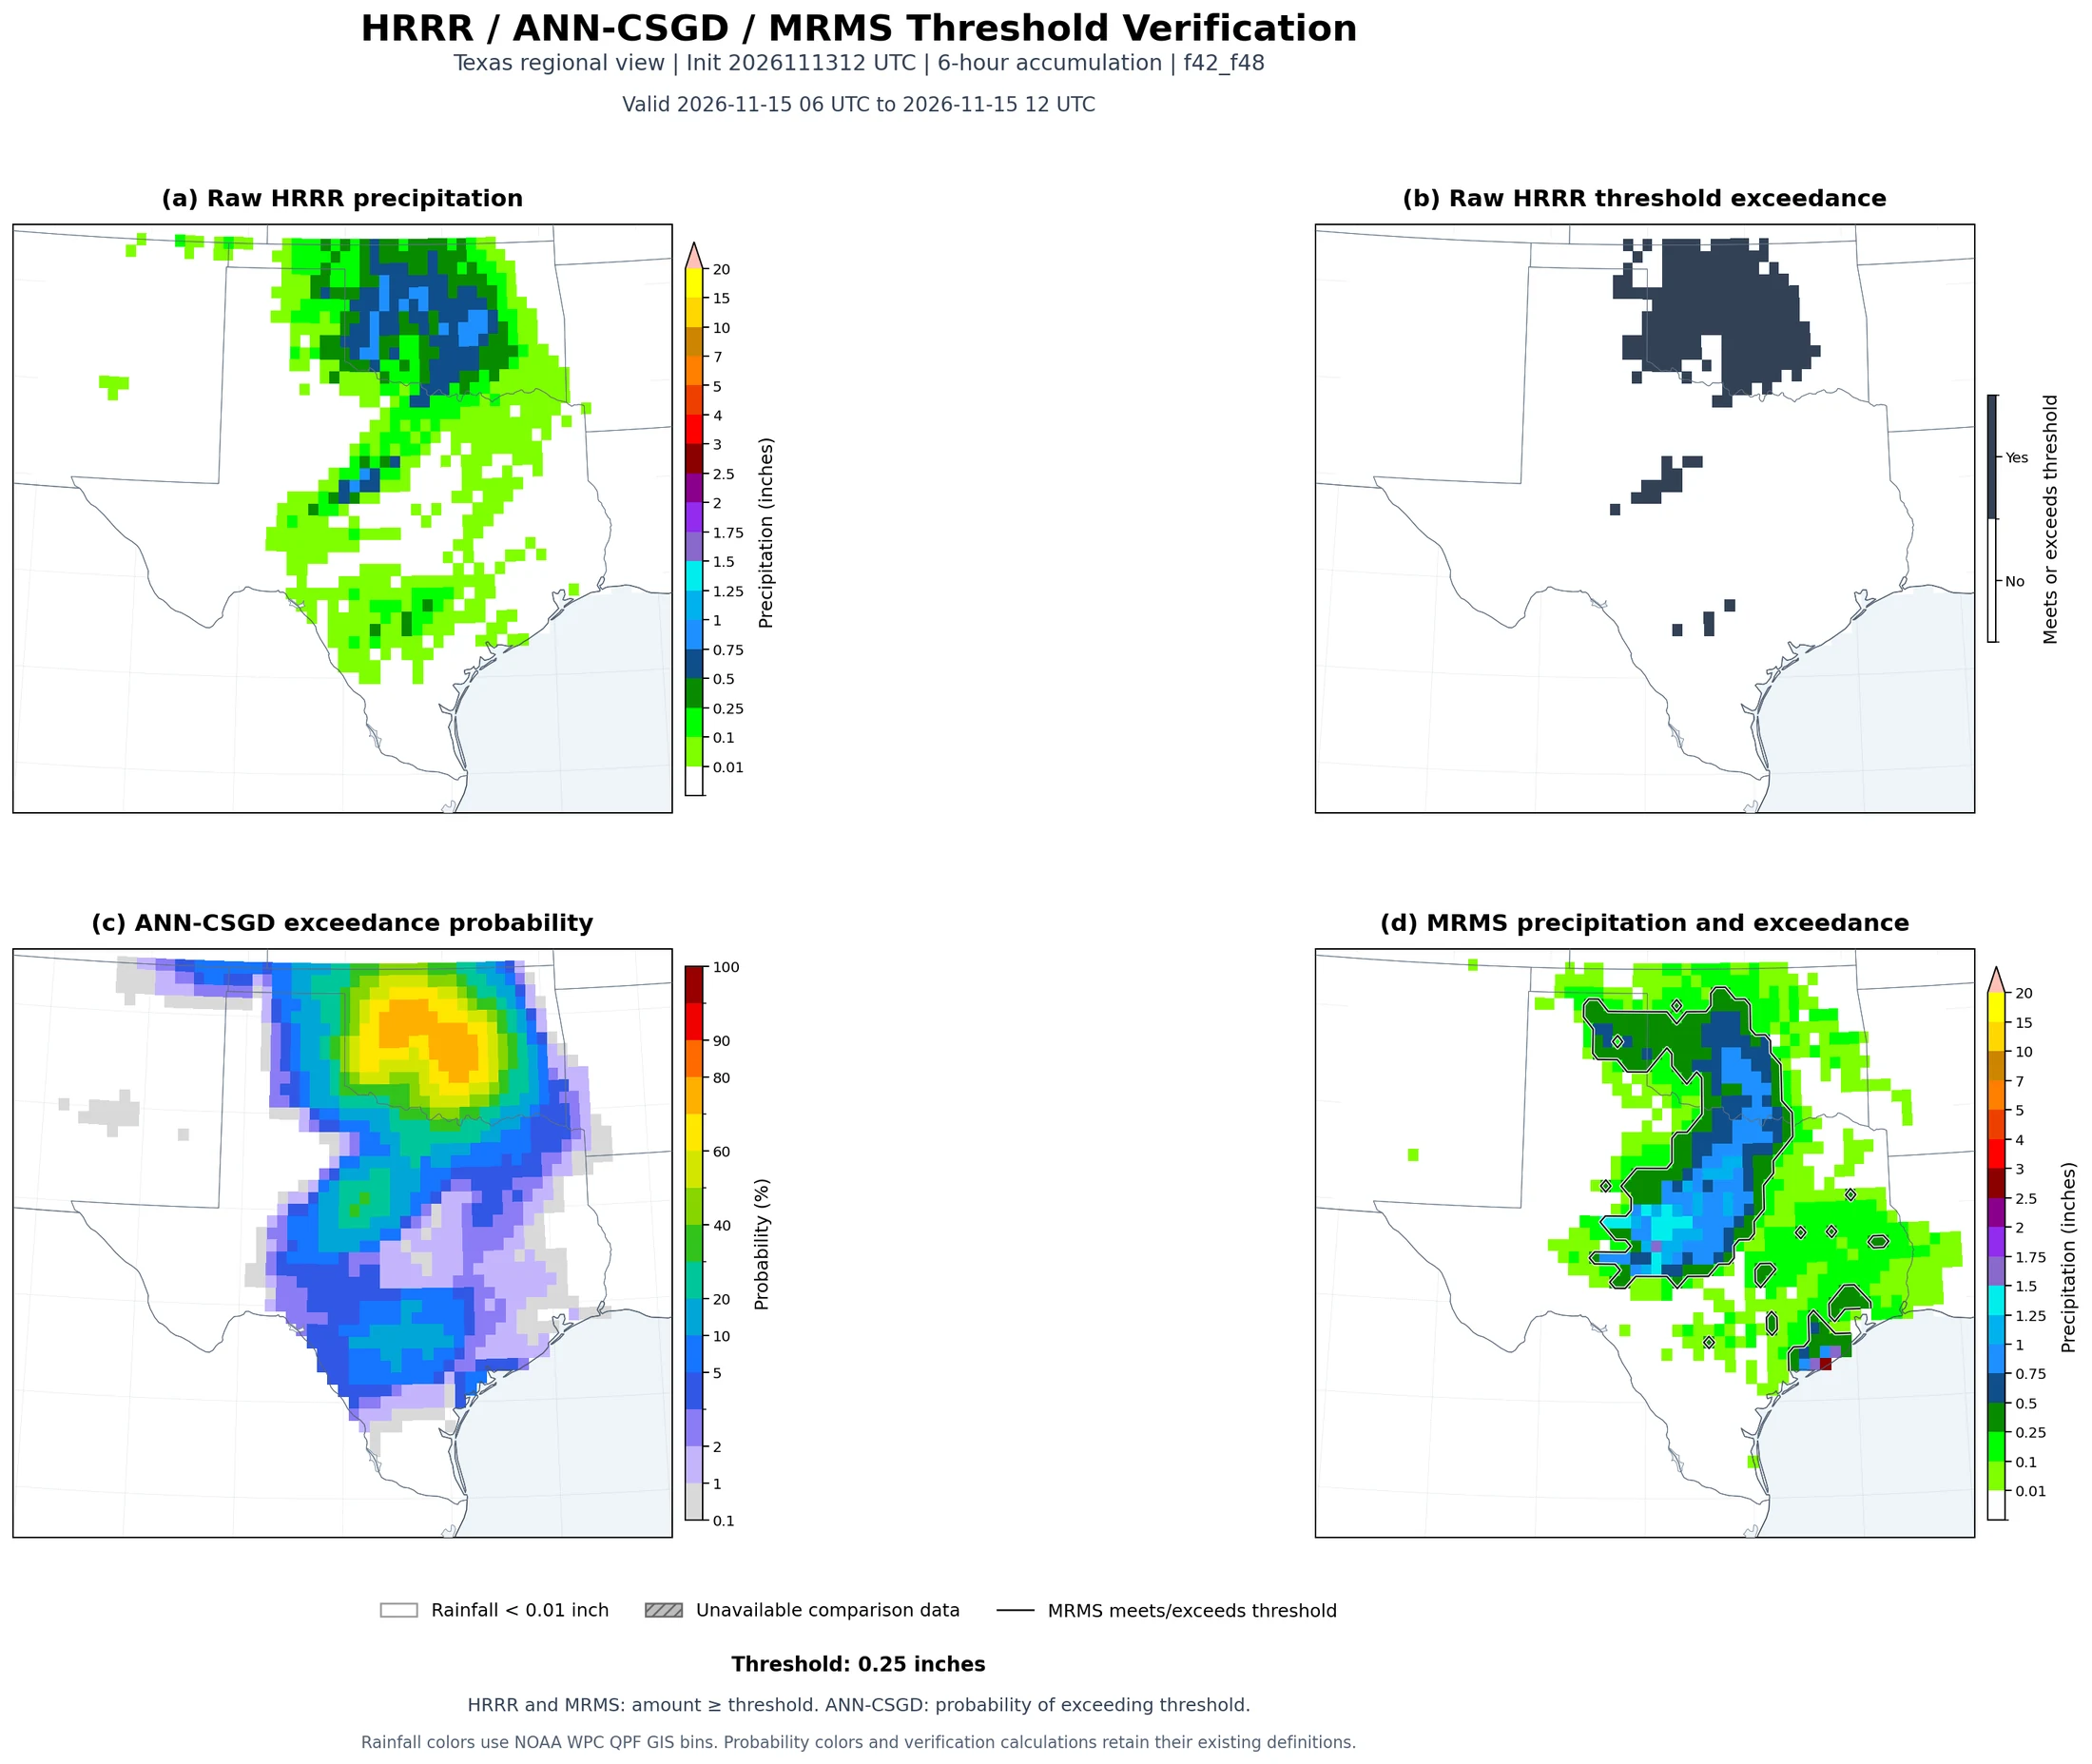 HRRR / ANN-CSGD / MRMS Threshold Verification
Texas regional view | Init 2026111312 UTC | 6-hour accumulation | f42_f48
Valid 2026-11-15 06 UTC to 2026-11-15 12 UTC
(a) Raw HRRR precipitation
20
15
10
7
5
4
3
2.5
2
1.75
1.5
1.25
1
0.75
0.5
0.25
0.1
0.01
Precipitation (inches)
(b) Raw HRRR threshold exceedance
Yes
No
Meets or exceeds threshold
(c) ANN-CSGD exceedance probability
100
90
80
60
40
20
10
5
2
1
0.1
Probability (%)
(d) MRMS precipitation and exceedance
20
15
10
7
5
4
3
2.5
2
1.75
1.5
1.25
1
0.75
0.5
0.25
0.1
0.01
Precipitation (inches)
Rainfall < 0.01 inch
Unavailable comparison data
MRMS meets/exceeds threshold
Threshold: 0.25 inches
HRRR and MRMS: amount ≥ threshold. ANN-CSGD: probability of exceeding threshold.
Rainfall colors use NOAA WPC QPF GIS bins. Probability colors and verification calculations retain their existing definitions.